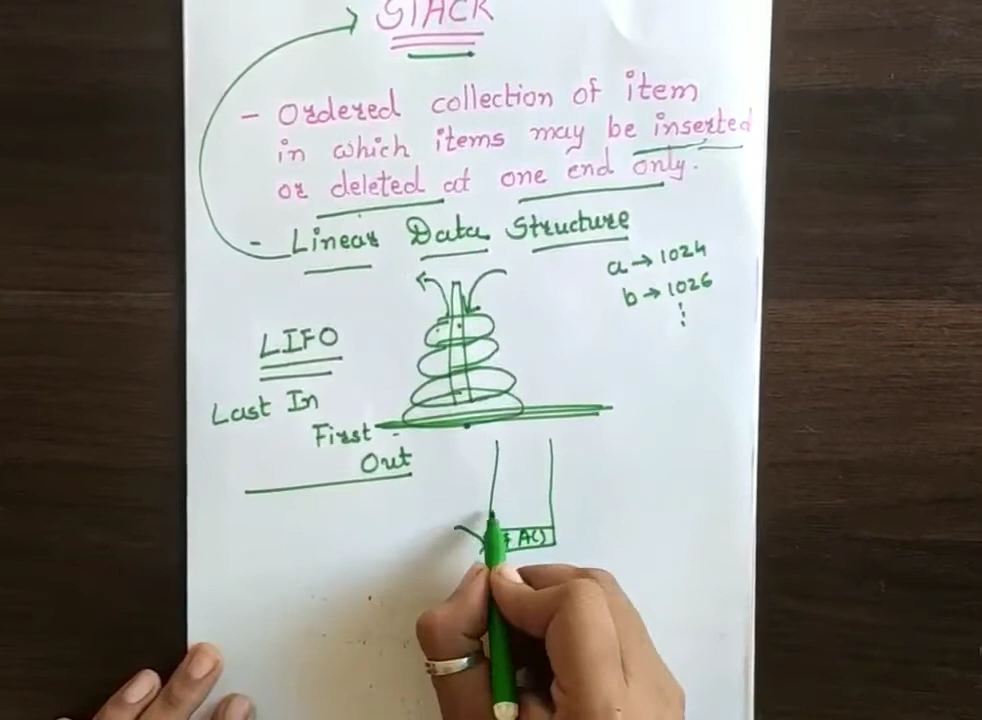 STACK
- Ordered collection of item
in which items may be inserted
or deleted at one end only.
- Linear Data Structure
a → 1024
b → 1026
LIFO
Last In
First
Out
A()